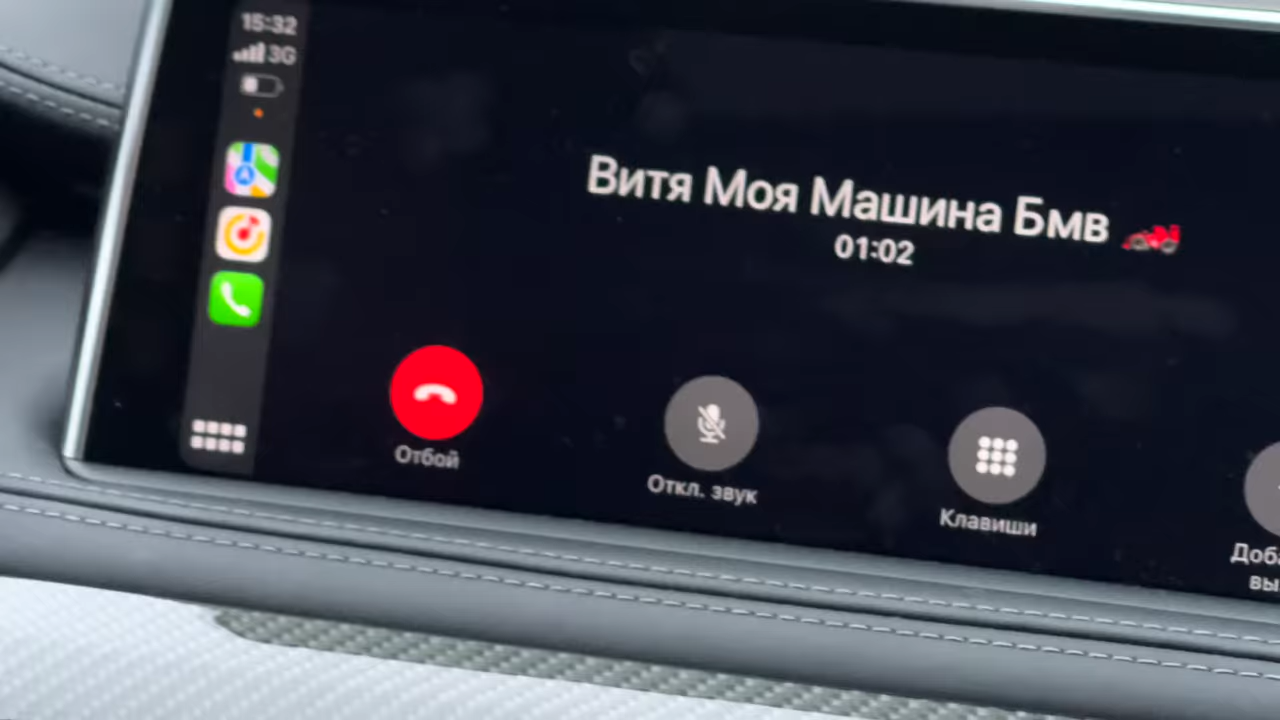 15:32
3G
Витя Моя Машина Бмв
01:02
Отбой
Откл. звук
Клавиши